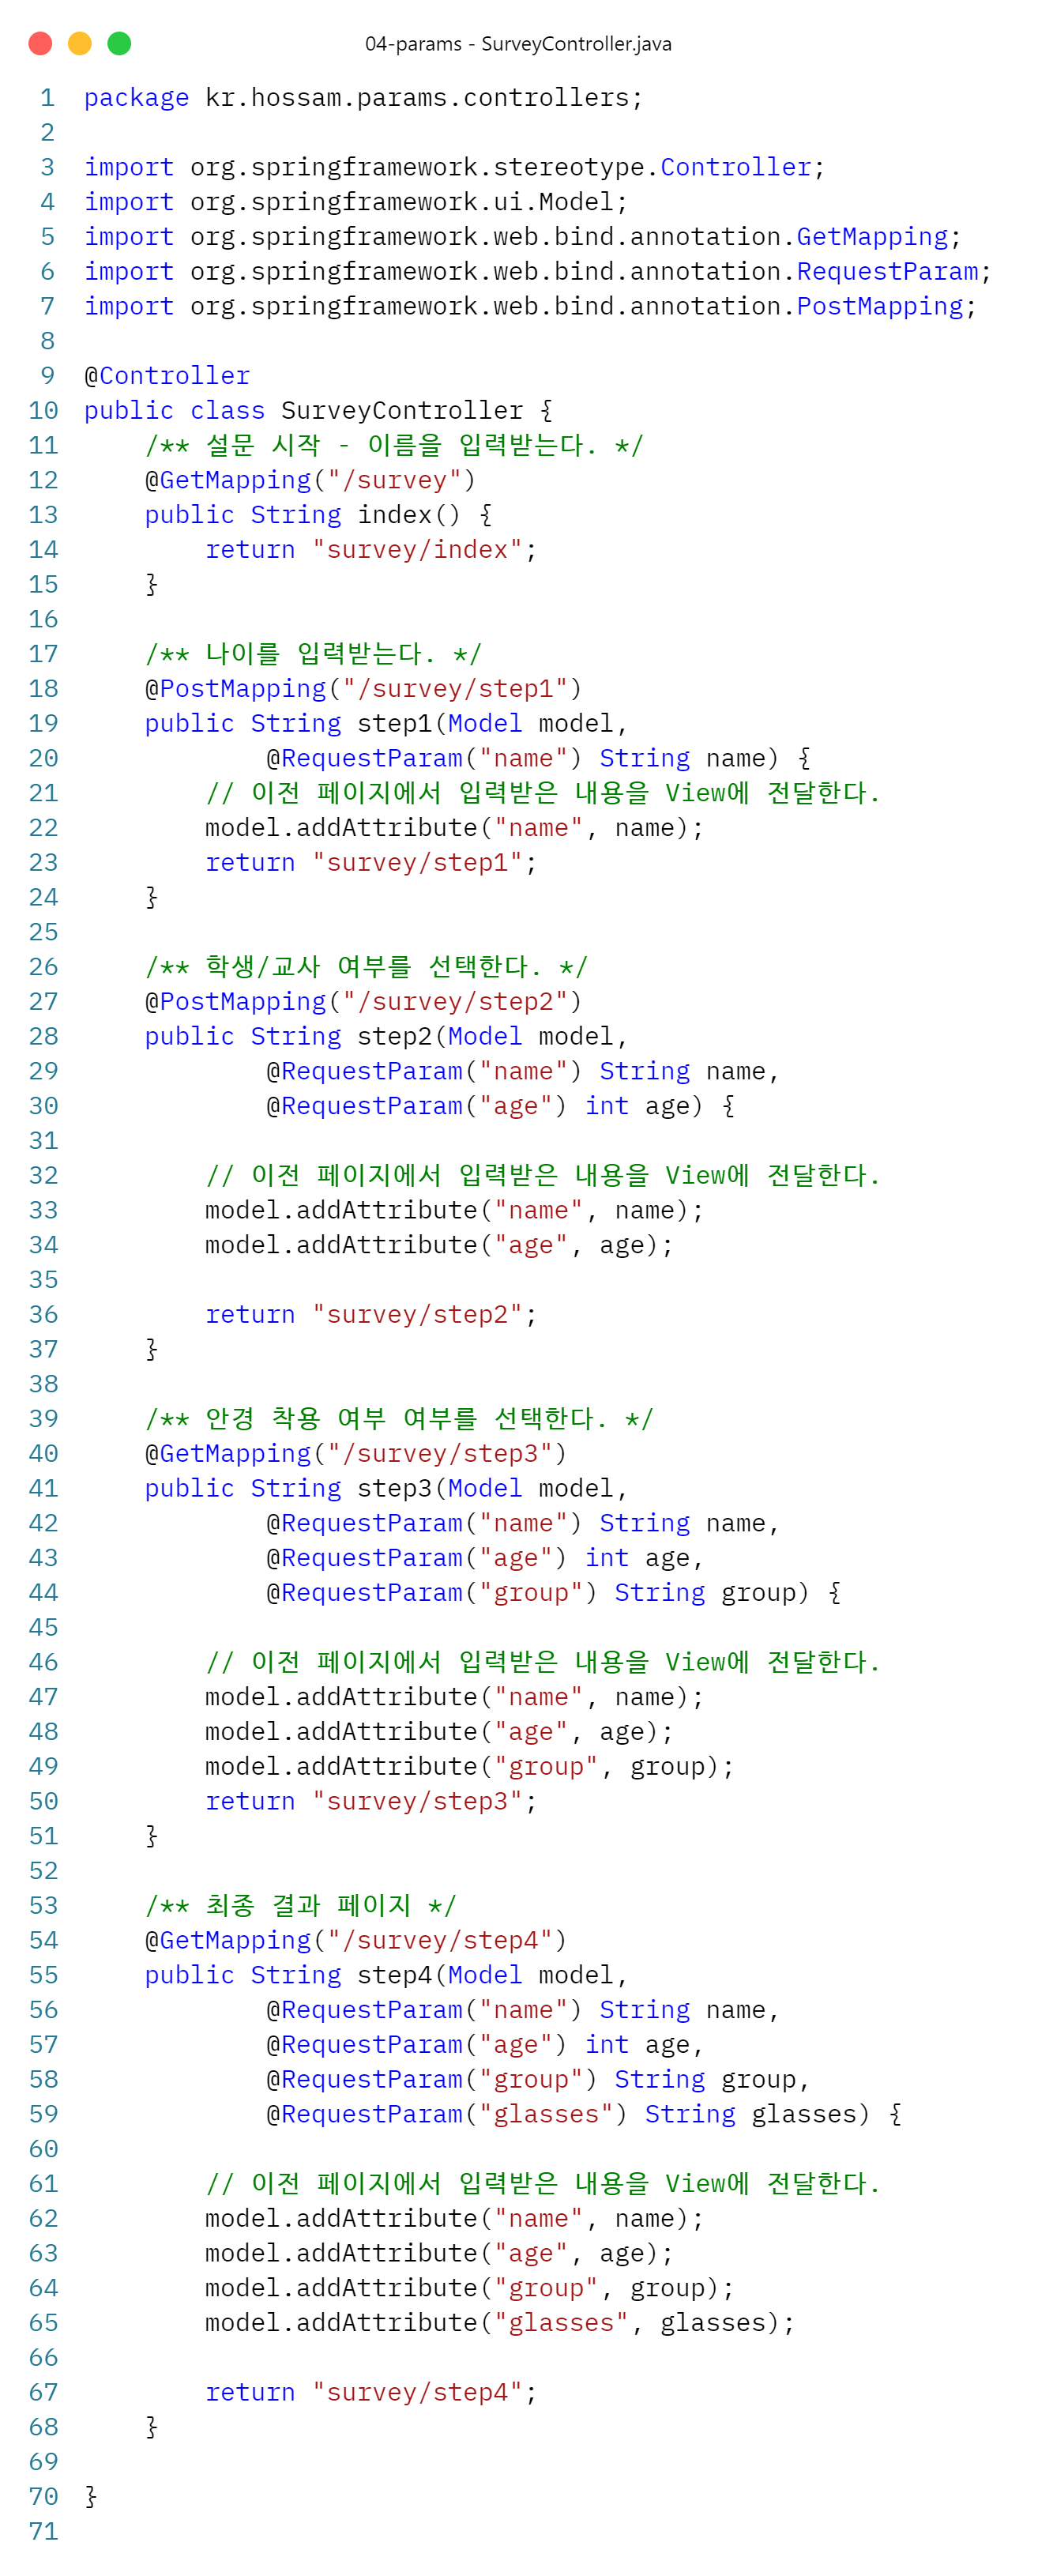 04-params - SurveyController.java
1 package kr.hossam.params.controllers;
2
3 import org.springframework.stereotype.Controller;
4 import org.springframework.ui.Model;
5 import org.springframework.web.bind.annotation.GetMapping;
6 import org.springframework.web.bind.annotation.RequestParam;
7 import org.springframework.web.bind.annotation.PostMapping;
8
9 @Controller
10 public class SurveyController {
11     /** 설문 시작 - 이름을 입력받는다. */
12     @GetMapping("/survey")
13     public String index() {
14         return "survey/index";
15     }
16
17     /** 나이를 입력받는다. */
18     @PostMapping("/survey/step1")
19     public String step1(Model model,
20             @RequestParam("name") String name) {
21         // 이전 페이지에서 입력받은 내용을 View에 전달한다.
22         model.addAttribute("name", name);
23         return "survey/step1";
24     }
25
26     /** 학생/교사 여부를 선택한다. */
27     @PostMapping("/survey/step2")
28     public String step2(Model model,
29             @RequestParam("name") String name,
30             @RequestParam("age") int age) {
31
32         // 이전 페이지에서 입력받은 내용을 View에 전달한다.
33         model.addAttribute("name", name);
34         model.addAttribute("age", age);
35
36         return "survey/step2";
37     }
38
39     /** 안경 착용 여부 여부를 선택한다. */
40     @GetMapping("/survey/step3")
41     public String step3(Model model,
42             @RequestParam("name") String name,
43             @RequestParam("age") int age,
44             @RequestParam("group") String group) {
45
46         // 이전 페이지에서 입력받은 내용을 View에 전달한다.
47         model.addAttribute("name", name);
48         model.addAttribute("age", age);
49         model.addAttribute("group", group);
50         return "survey/step3";
51     }
52
53     /** 최종 결과 페이지 */
54     @GetMapping("/survey/step4")
55     public String step4(Model model,
56             @RequestParam("name") String name,
57             @RequestParam("age") int age,
58             @RequestParam("group") String group,
59             @RequestParam("glasses") String glasses) {
60
61         // 이전 페이지에서 입력받은 내용을 View에 전달한다.
62         model.addAttribute("name", name);
63         model.addAttribute("age", age);
64         model.addAttribute("group", group);
65         model.addAttribute("glasses", glasses);
66
67         return "survey/step4";
68     }
69
70 }
71